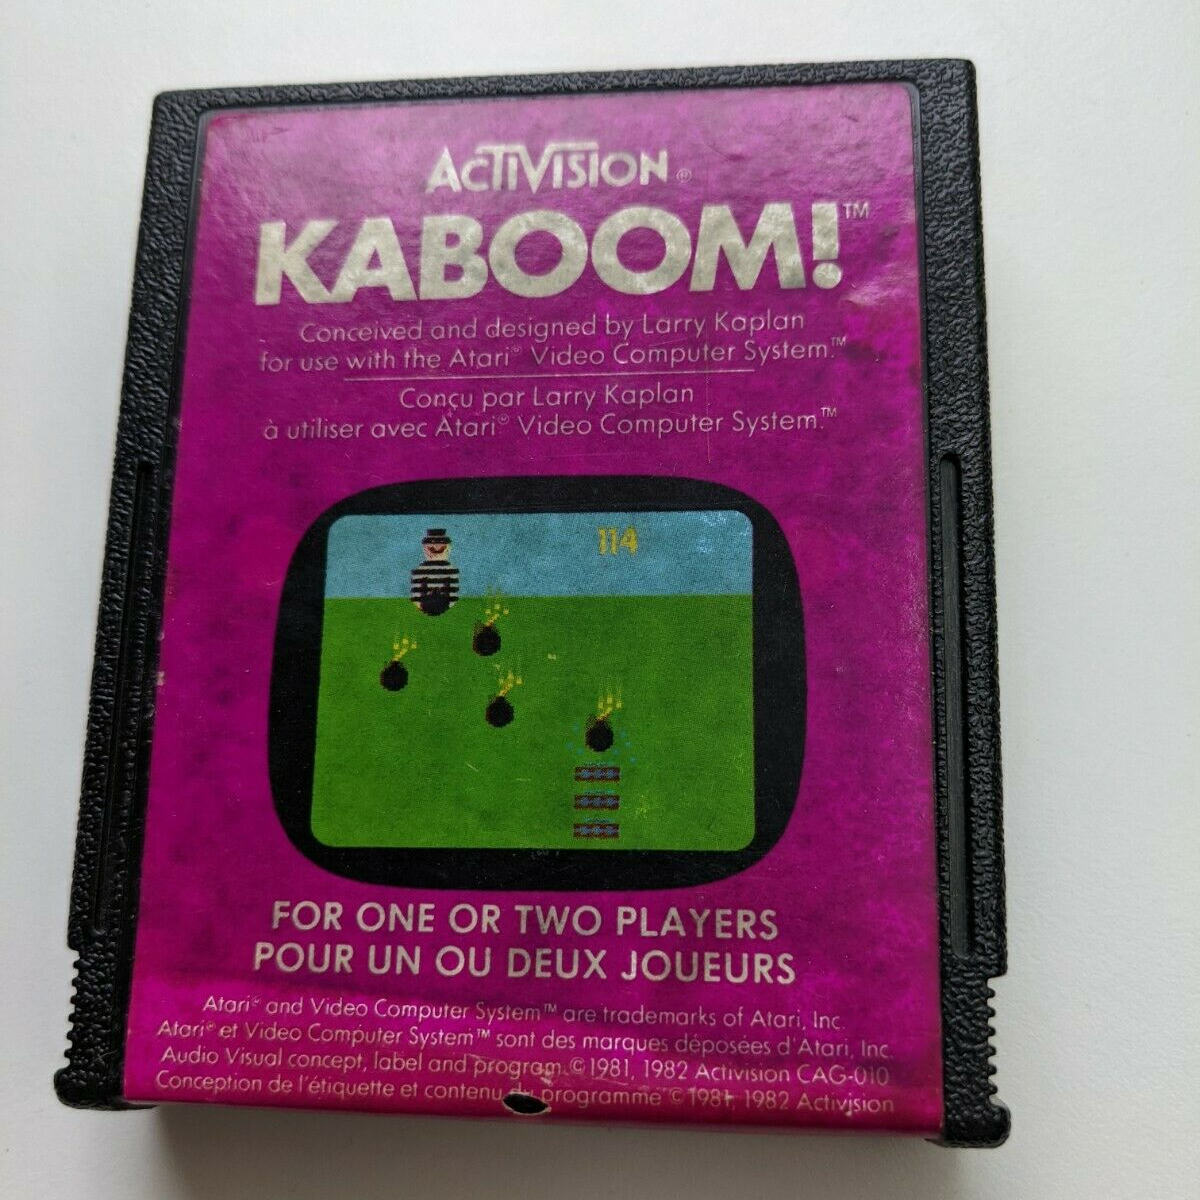 ACTIVISION®
KABOOM!™
Conceived and designed by Larry Kaplan
for use with the Atari® Video Computer System.™
Conçu par Larry Kaplan
à utiliser avec Atari® Video Computer System.™
114
FOR ONE OR TWO PLAYERS
POUR UN OU DEUX JOUEURS
Atari® and Video Computer System™ are trademarks of Atari, Inc.
Atari® et Video Computer System™ sont des marques déposées d'Atari, Inc.
Audio Visual concept, label and program © 1981, 1982 Activision CAG-010
Conception de l'étiquette et contenu programme © 1981, 1982 Activision